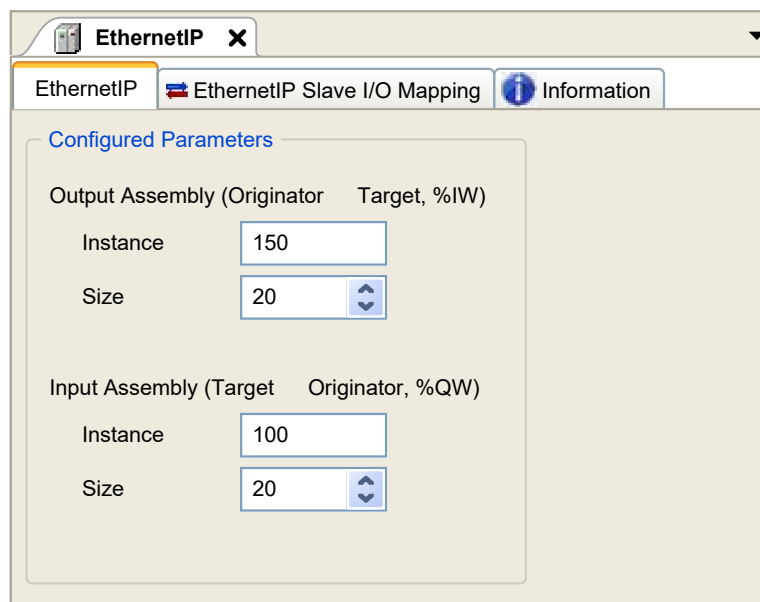 EthernetIP
EthernetIP EthernetIP Slave I/O Mapping Information
Configured Parameters
Output Assembly (Originator Target, %IW)
Instance 150
Size 20
Input Assembly (Target Originator, %QW)
Instance 100
Size 20